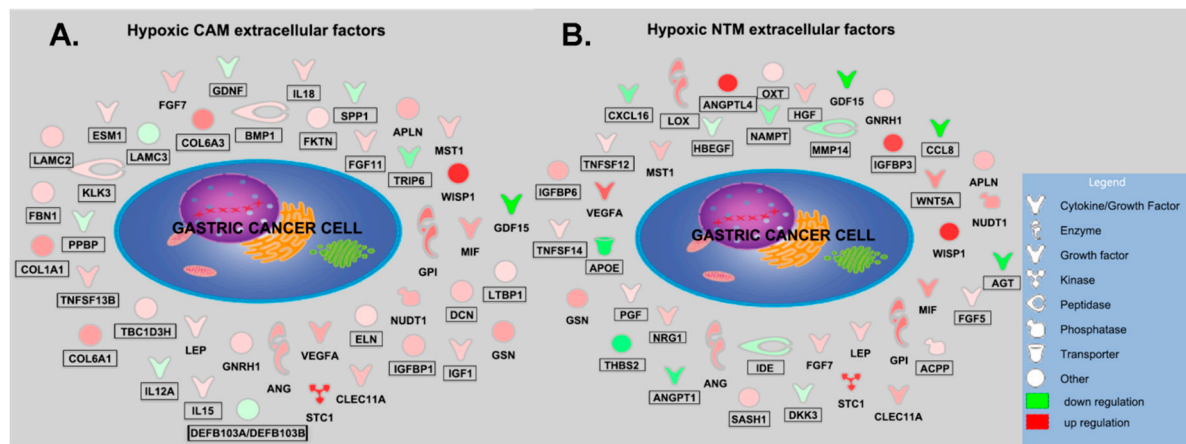 A.
Hypoxic CAM extracellular factors
GDNF
IL18
FGF7
SPP1
ESM1
COL6A3
BMP1
FKTN
APLN
MST1
LAMC2
LAMC3
FGF11
TRIP6
KLK3
WISP1
FBN1
PPBP
GASTRIC CANCER CELL
GDF15
MIF
COL1A1
GPI
TNFSF13B
LTBP1
NUDT1
DCN
TBC1D3H
ELN
COL6A1
LEP
GNRH1
VEGFA
GSN
IGFBP1
IGF1
IL12A
ANG
CLEC11A
IL15
STC1
DEFB103A/DEFB103B
B.
Hypoxic NTM extracellular factors
OXT
ANGPTL4
GDF15
CXCL16
LOX
HGF
GNRH1
HBEGF
NAMPT
MMP14
CCL8
TNFSF12
MST1
IGFBP3
IGFBP6
APLN
VEGFA
WNT5A
NUDT1
GASTRIC CANCER CELL
TNFSF14
WISP1
APOE
AGT
GSN
PGF
MIF
FGF5
NRG1
GPI
THBS2
IDE
LEP
ACPP
ANG
FGF7
ANGPT1
SASH1
DKK3
STC1
CLEC11A
Legend
Cytokine/Growth Factor
Enzyme
Growth factor
Kinase
Peptidase
Phosphatase
Transporter
Other
down regulation
up regulation